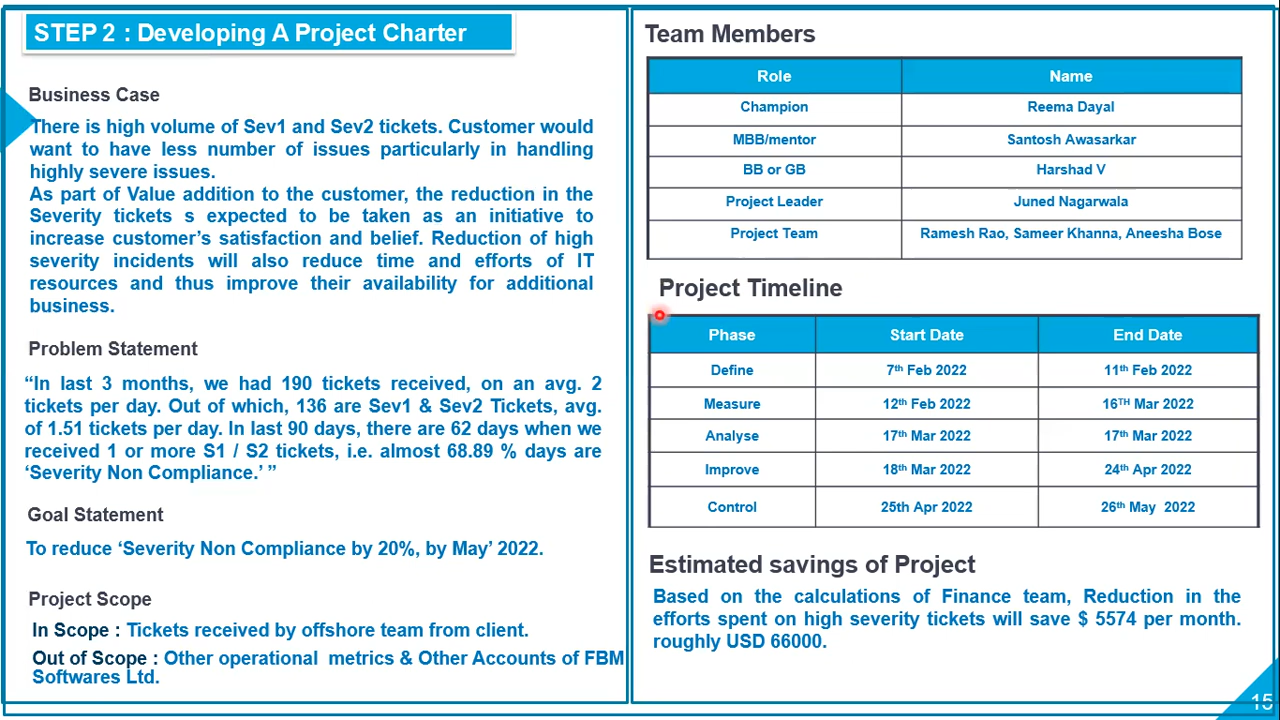 STEP 2 : Developing A Project Charter
Business Case
There is high volume of Sev1 and Sev2 tickets. Customer would
want to have less number of issues particularly in handling
highly severe issues.
As part of Value addition to the customer, the reduction in the
Severity tickets s expected to be taken as an initiative to
increase customer’s satisfaction and belief. Reduction of high
severity incidents will also reduce time and efforts of IT
resources and thus improve their availability for additional
business.
Problem Statement
“In last 3 months, we had 190 tickets received, on an avg. 2
tickets per day. Out of which, 136 are Sev1 & Sev2 Tickets, avg.
of 1.51 tickets per day. In last 90 days, there are 62 days when we
received 1 or more S1 / S2 tickets, i.e. almost 68.89 % days are
‘Severity Non Compliance.’ ”
Goal Statement
To reduce ‘Severity Non Compliance by 20%, by May’ 2022.
Project Scope
In Scope : Tickets received by offshore team from client.
Out of Scope : Other operational metrics & Other Accounts of FBM
Softwares Ltd.
Team Members
Role Name
Champion Reema Dayal
MBB/mentor Santosh Awasarkar
BB or GB Harshad V
Project Leader Juned Nagarwala
Project Team Ramesh Rao, Sameer Khanna, Aneesha Bose
Project Timeline
Phase Start Date End Date
Define 7th Feb 2022 11th Feb 2022
Measure 12th Feb 2022 16TH Mar 2022
Analyse 17th Mar 2022 17th Mar 2022
Improve 18th Mar 2022 24th Apr 2022
Control 25th Apr 2022 26th May 2022
Estimated savings of Project
Based on the calculations of Finance team, Reduction in the
efforts spent on high severity tickets will save $ 5574 per month.
roughly USD 66000.
15